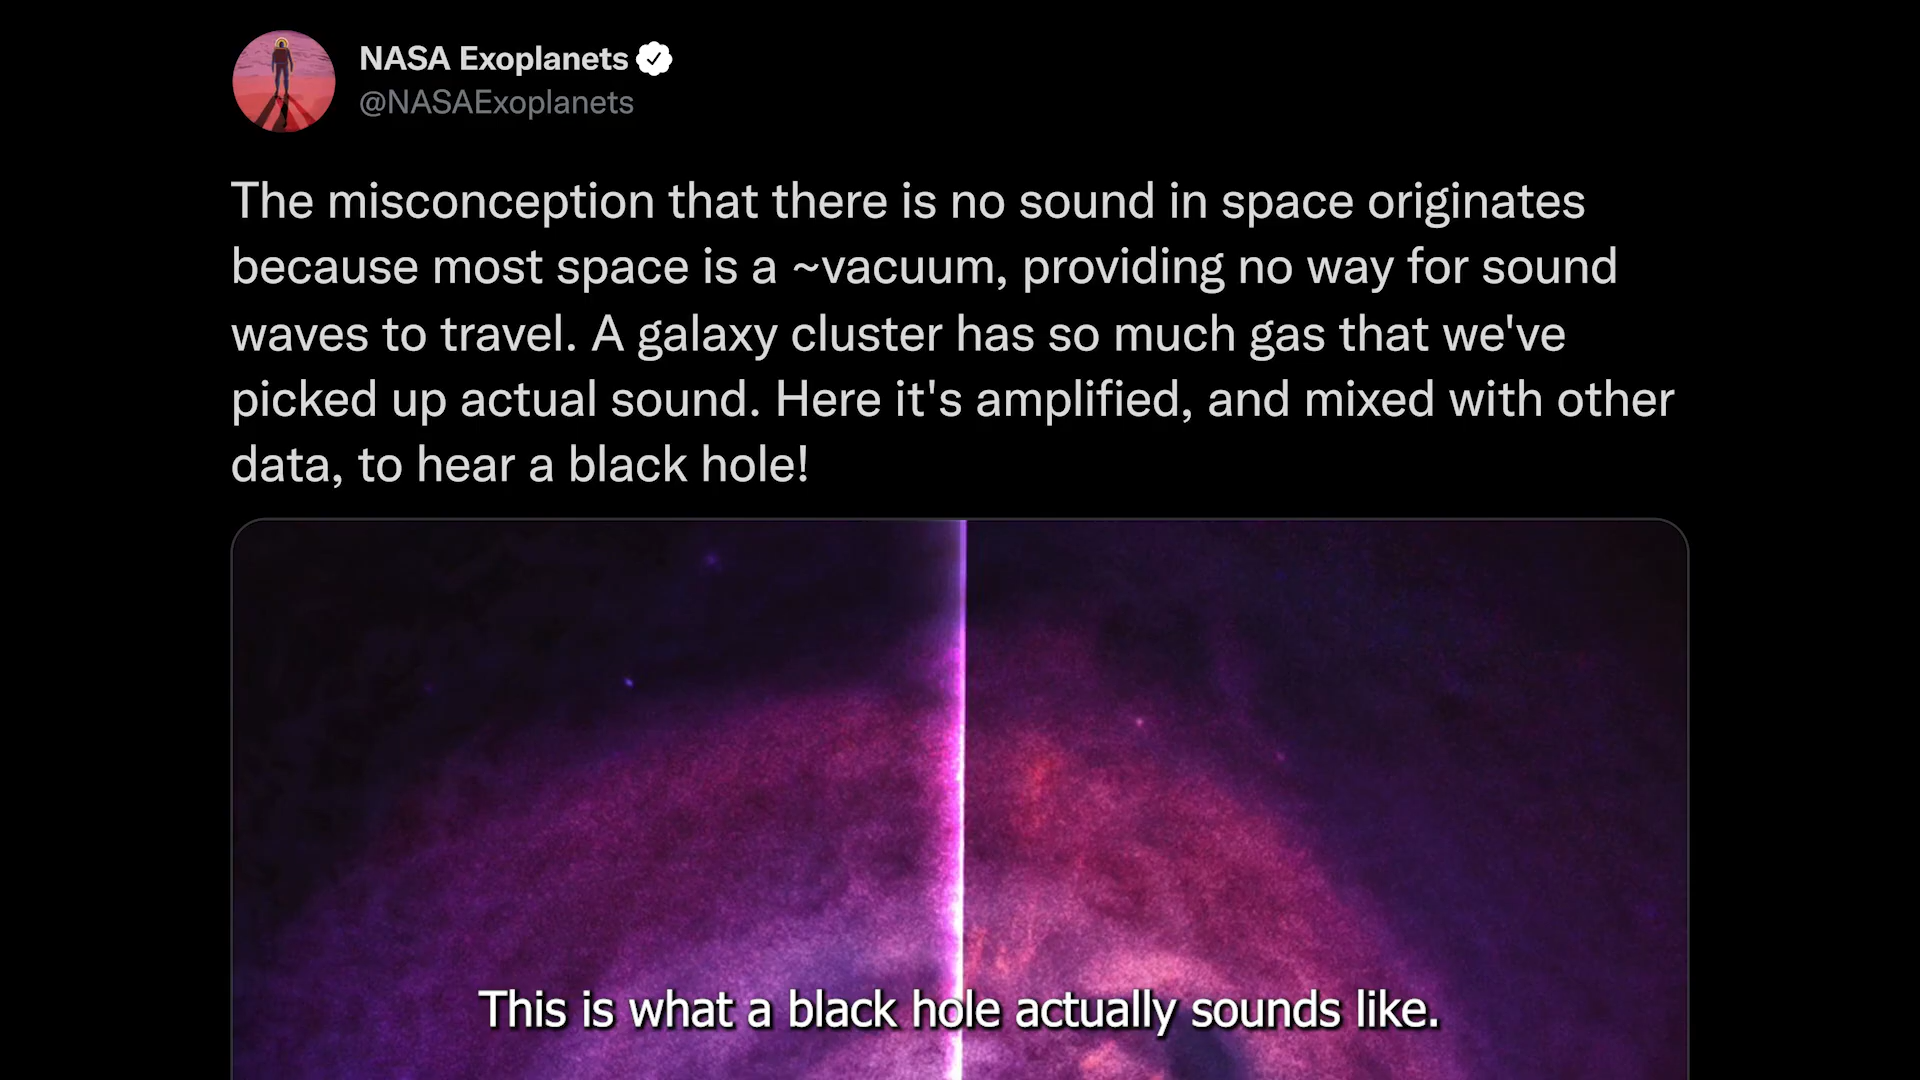 NASA Exoplanets
@NASAExoplanets
The misconception that there is no sound in space originates
because most space is a ~vacuum, providing no way for sound
waves to travel. A galaxy cluster has so much gas that we've
picked up actual sound. Here it's amplified, and mixed with other
data, to hear a black hole!
This is what a black hole actually sounds like.